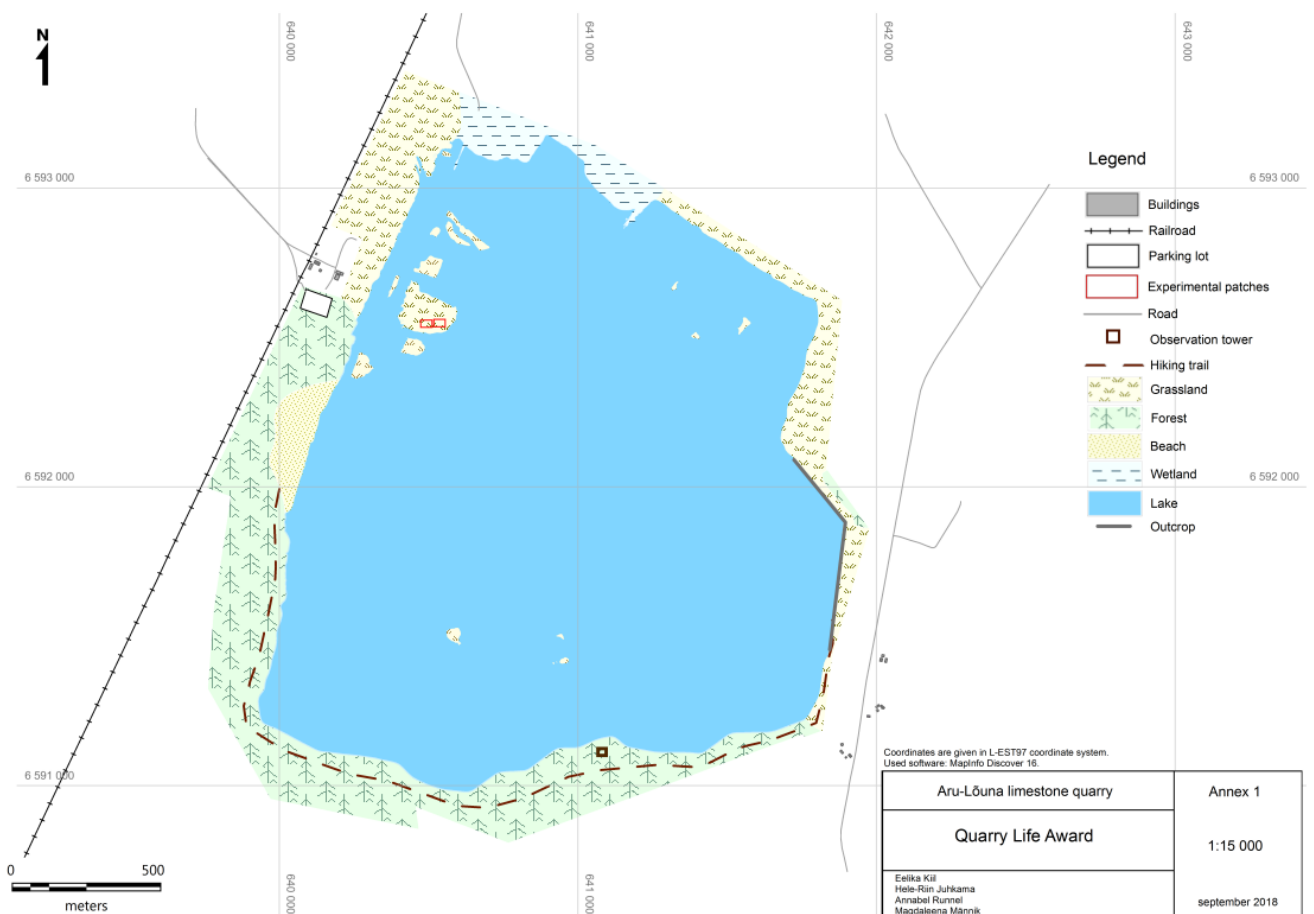 N
640 000
641 000
642 000
643 000
6 593 000
6 593 000
6 592 000
6 592 000
6 591 000
640 000
641 000
Legend
Buildings
Railroad
Parking lot
Experimental patches
Road
Observation tower
Hiking trail
Grassland
Forest
Beach
Wetland
Lake
Outcrop
Coordinates are given in L-EST97 coordinate system.
Used software: MapInfo Discover 16.
Aru-Lõuna limestone quarry
Annex 1
Quarry Life Award
1:15 000
Eelika Kiil
Hele-Riin Juhkama
Annabel Runnel
Magdaleena Männik
september 2018
0 500
meters